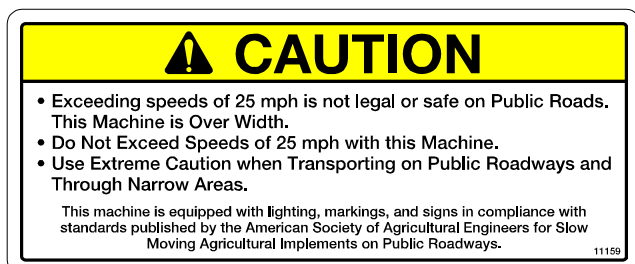 CAUTION
• Exceeding speeds of 25 mph is not legal or safe on Public Roads.
This Machine is Over Width.
• Do Not Exceed Speeds of 25 mph with this Machine.
• Use Extreme Caution when Transporting on Public Roadways and
Through Narrow Areas.
This machine is equipped with lighting, markings, and signs in compliance with
standards published by the American Society of Agricultural Engineers for Slow
Moving Agricultural Implements on Public Roadways.
11159